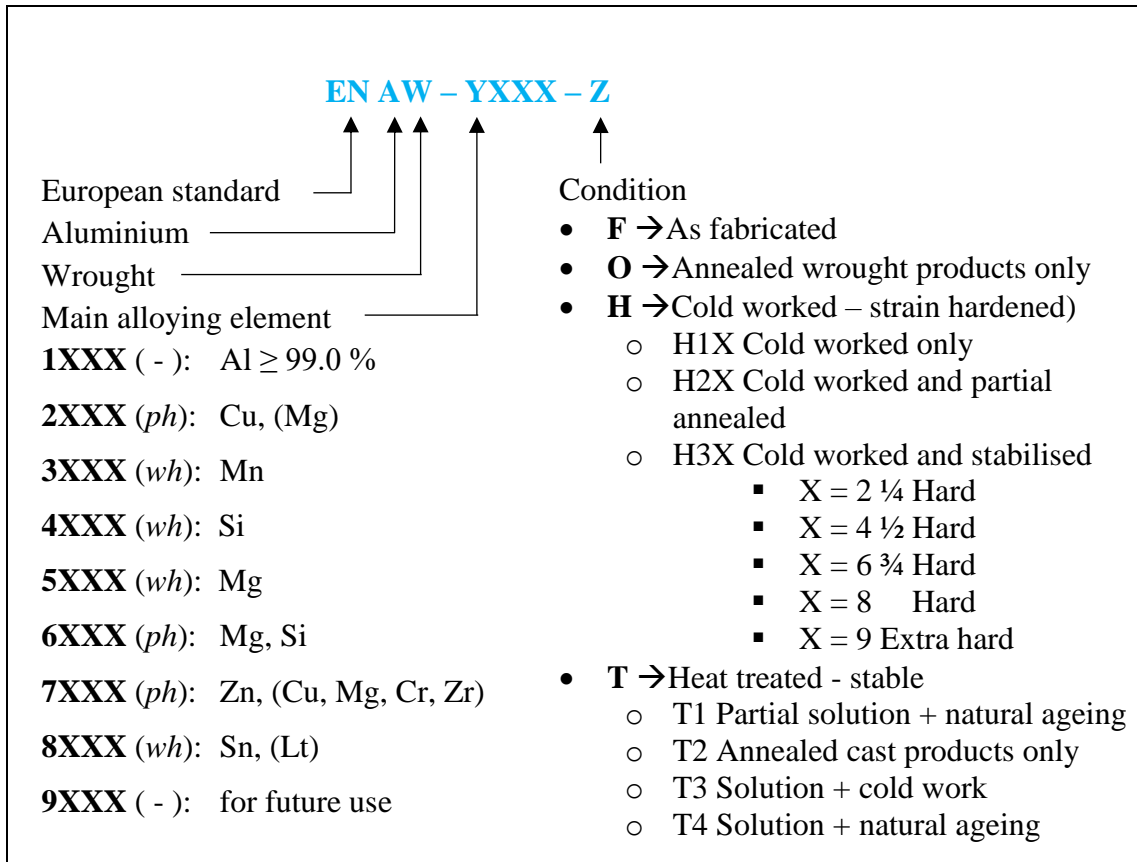 EN AW – YXXX – Z
European standard
Aluminium
Wrought
Main alloying element
1XXX ( - ): Al ≥ 99.0 %
2XXX (ph): Cu, (Mg)
3XXX (wh): Mn
4XXX (wh): Si
5XXX (wh): Mg
6XXX (ph): Mg, Si
7XXX (ph): Zn, (Cu, Mg, Cr, Zr)
8XXX (wh): Sn, (Lt)
9XXX ( - ): for future use
Condition
• F →As fabricated
• O →Annealed wrought products only
• H →Cold worked – strain hardened)
o H1X Cold worked only
o H2X Cold worked and partial
annealed
o H3X Cold worked and stabilised
▪ X = 2 ¼ Hard
▪ X = 4 ½ Hard
▪ X = 6 ¾ Hard
▪ X = 8 Hard
▪ X = 9 Extra hard
• T →Heat treated - stable
o T1 Partial solution + natural ageing
o T2 Annealed cast products only
o T3 Solution + cold work
o T4 Solution + natural ageing